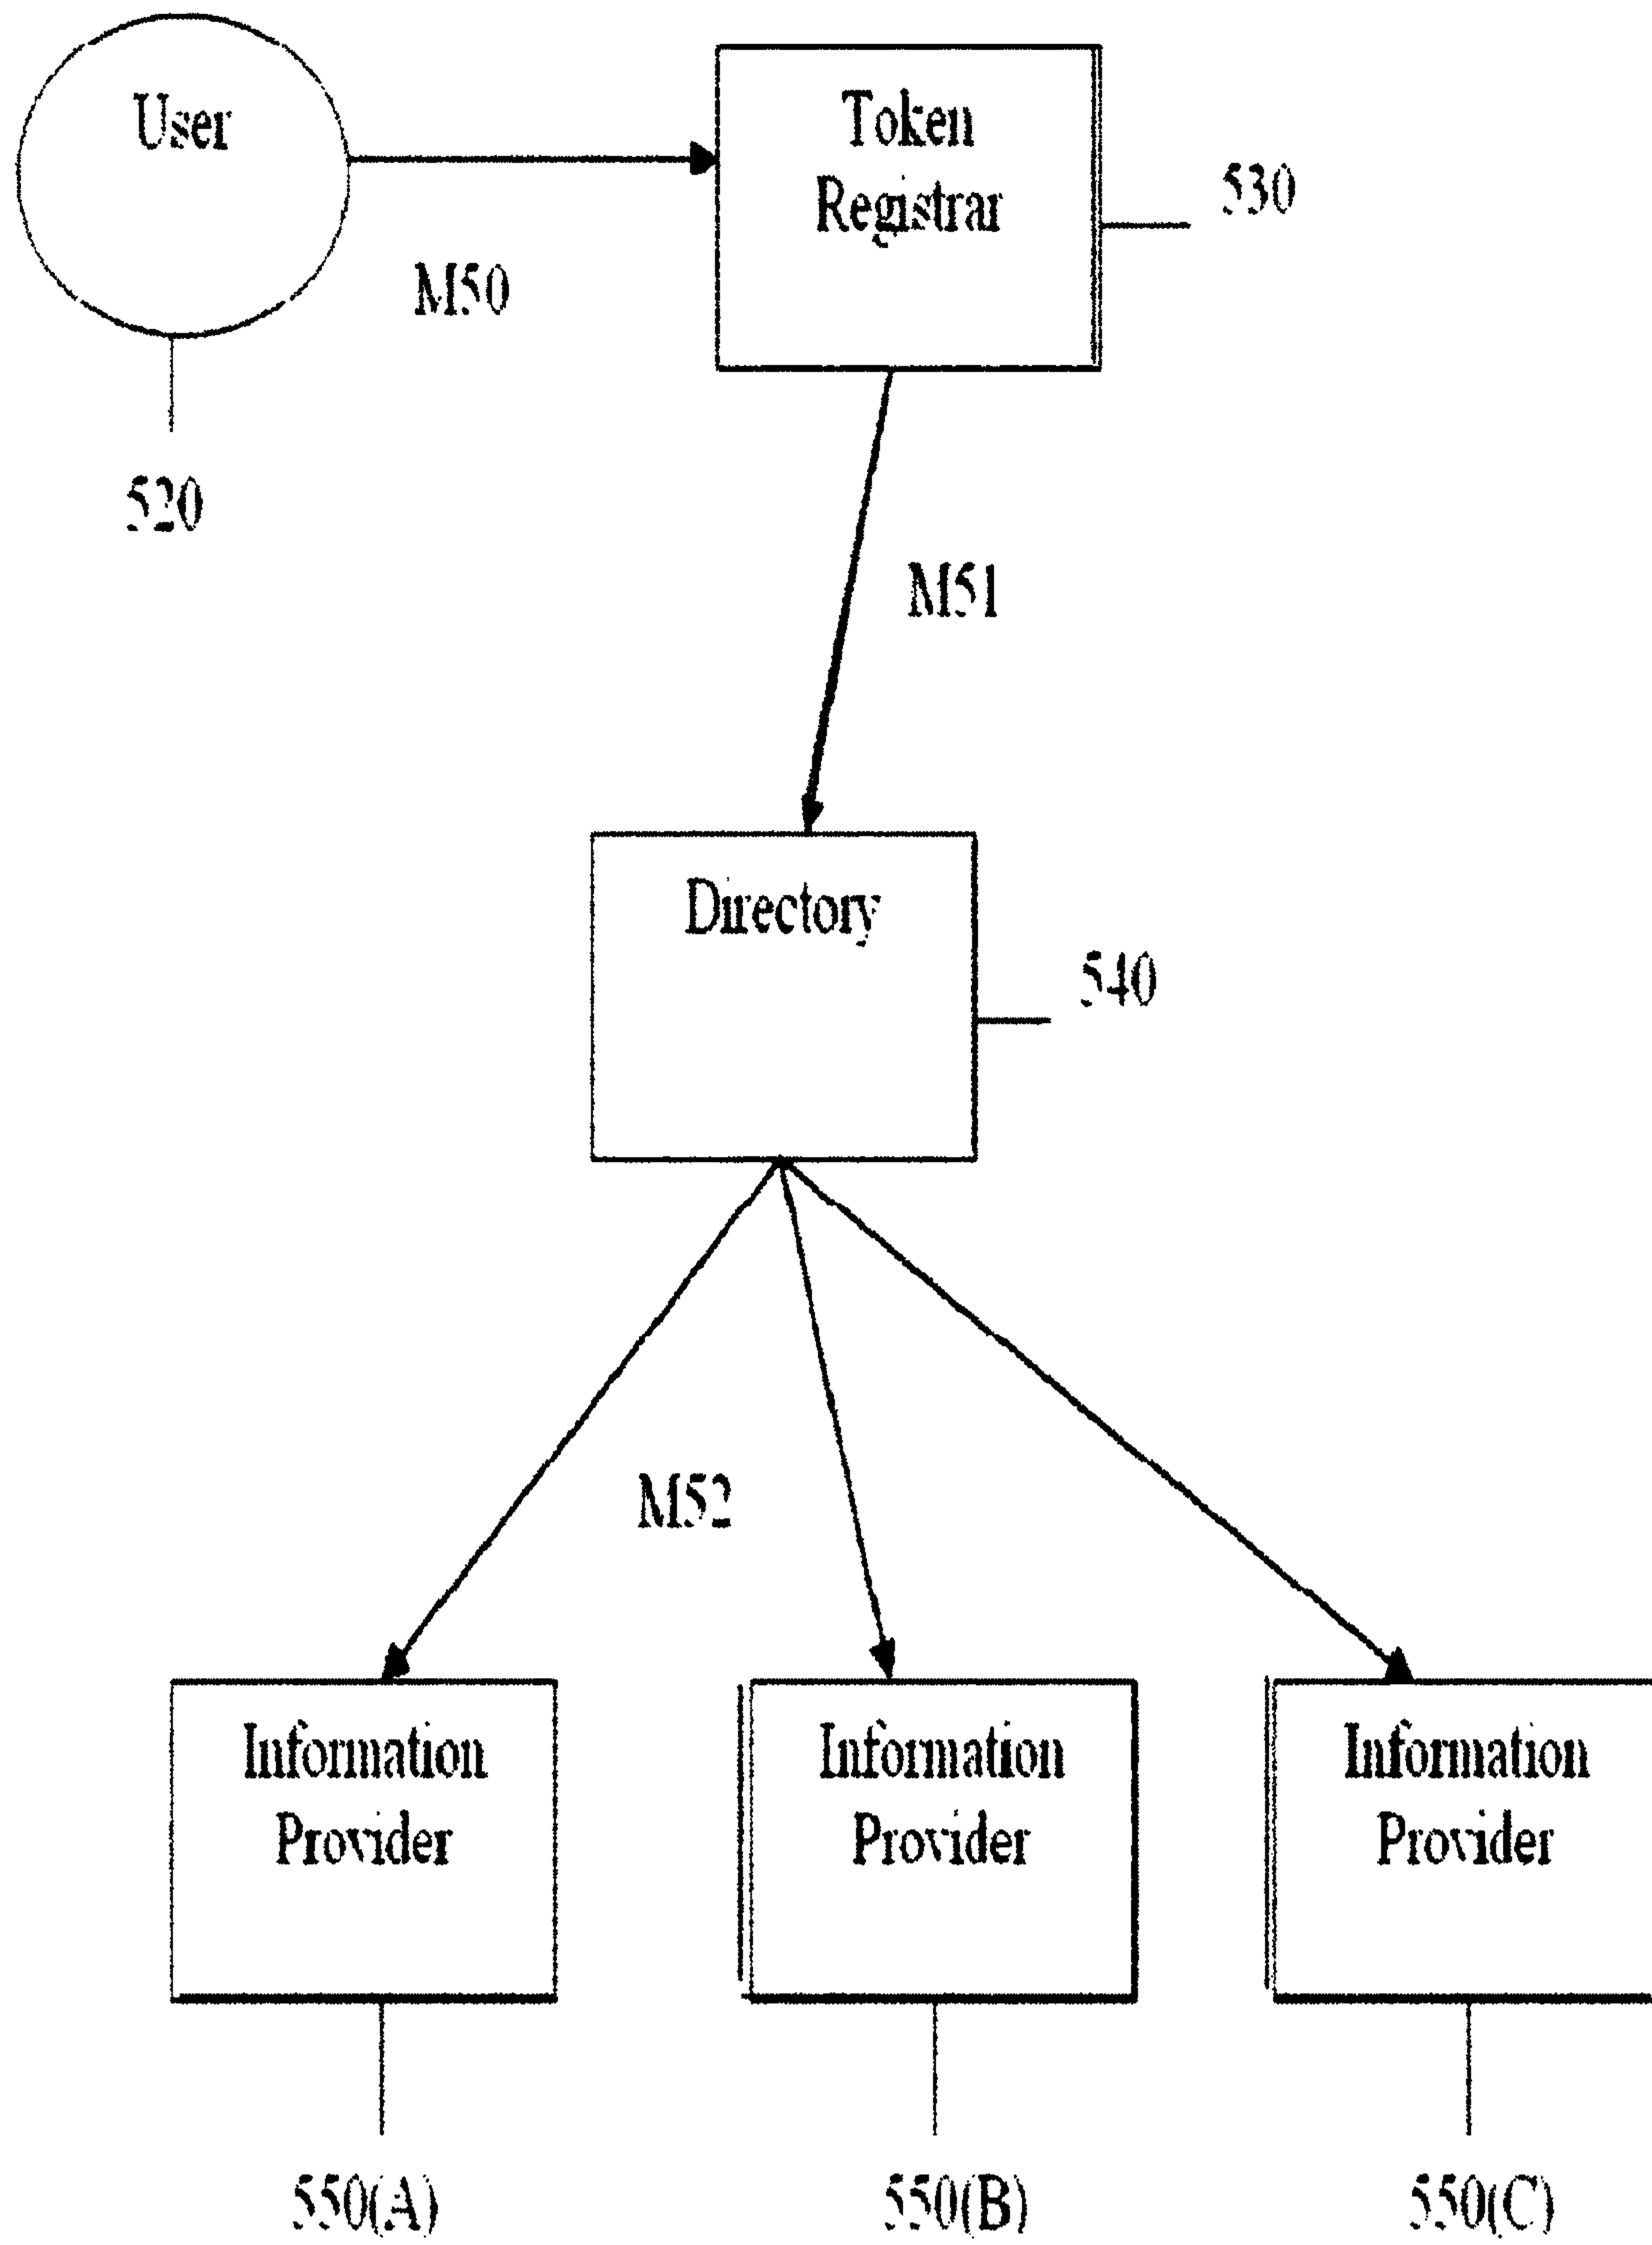 User
Token
Registrar
530
M50
520
M51
Directory
540
M52
Information
Provider
Information
Provider
Information
Provider
550(A)
550(B)
550(C)